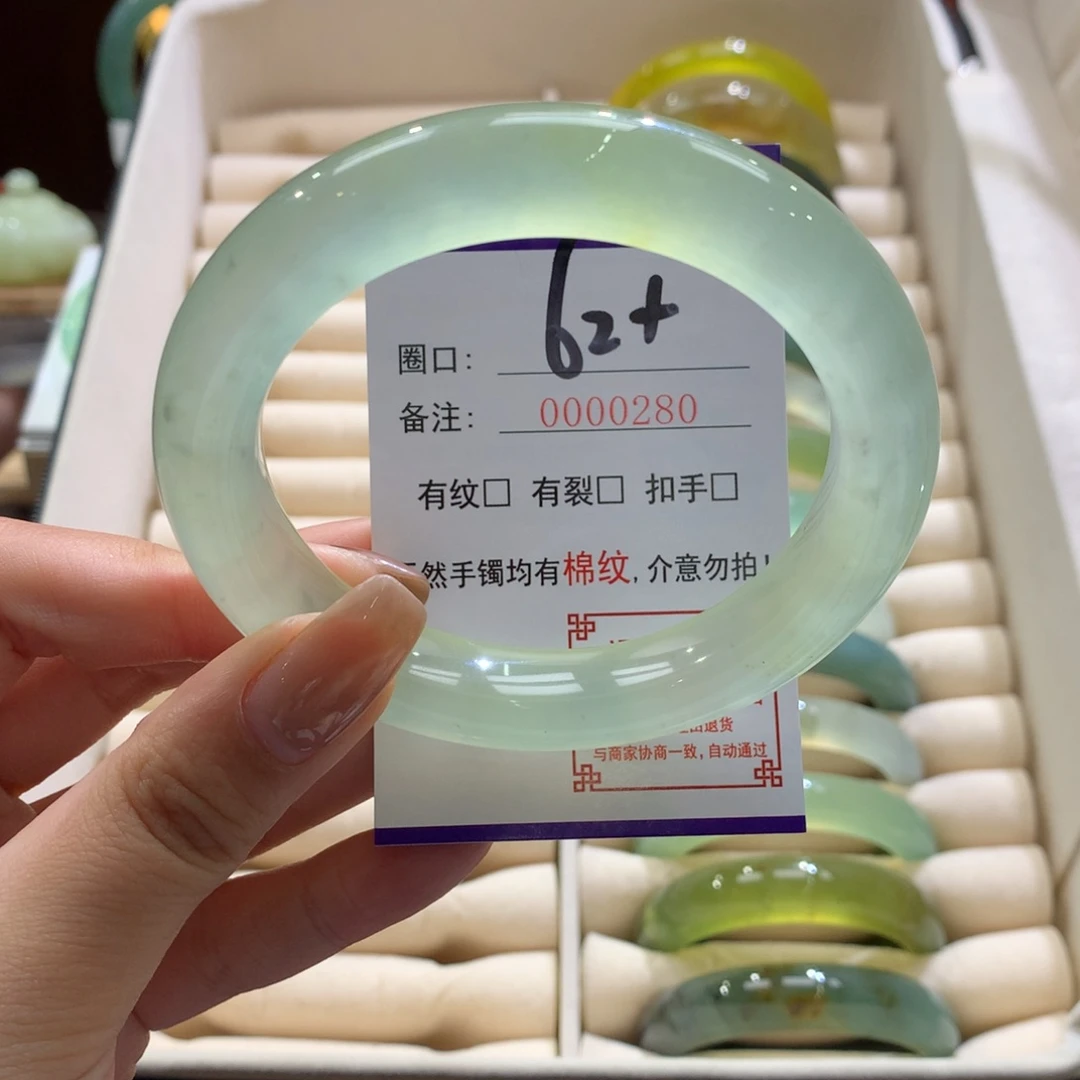 圈口: 62+
备注: 0000280
有纹□ 有裂□ 扣手□
然手镯均有棉纹,介意勿拍!
由退货
与商家协商一致,自动通过